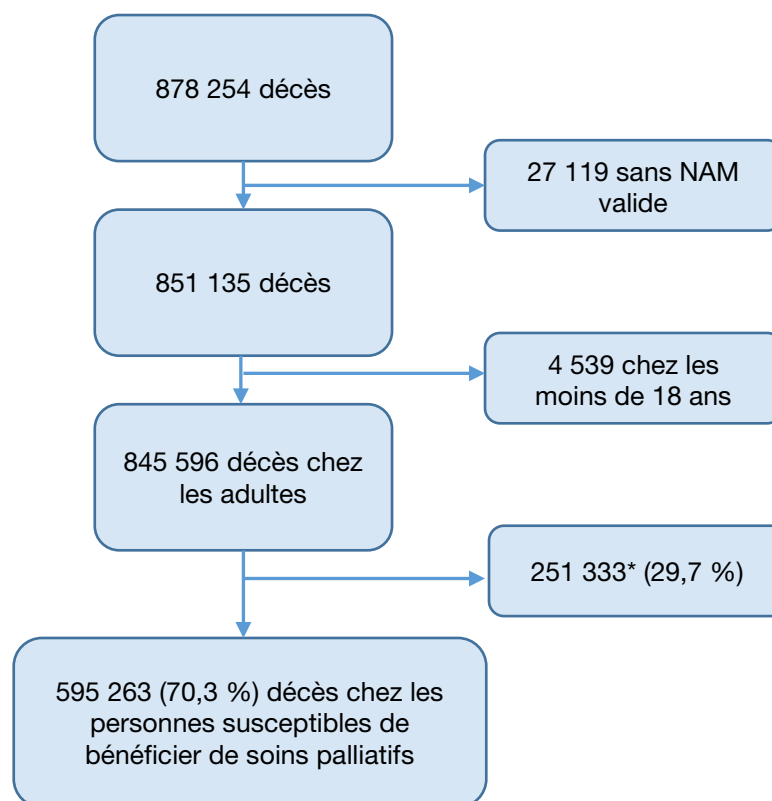 878 254 décès
27 119 sans NAM
valide
851 135 décès
4 539 chez les
moins de 18 ans
845 596 décès chez
les adultes
251 333* (29,7 %)
595 263 (70,3 %) décès chez les
personnes susceptibles de
bénéficier de soins palliatifs